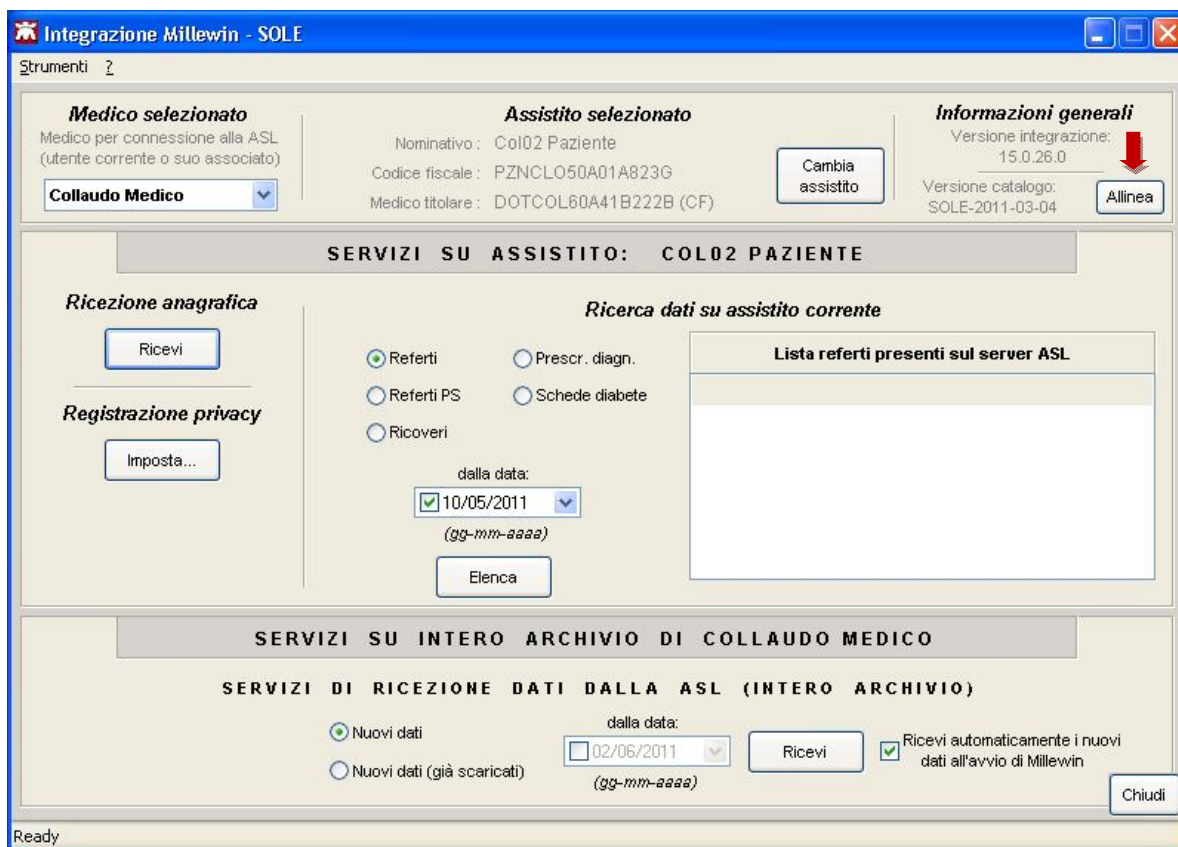 Integrazione Millewin - SOLE
Strumenti ?
Medico selezionato
Medico per connessione alla ASL
(utente corrente o suo associato)
Collaudo Medico
Assistito selezionato
Nominativo : Col02 Paziente
Codice fiscale : PZNCLO50A01A823G
Medico titolare : DOTCOL60A41B222B (CF)
Cambia
assistito
Informazioni generali
Versione integrazione:
15.0.26.0
Versione catalogo:
SOLE-2011-03-04
Allinea
SERVIZI SU ASSISTITO: COL02 PAZIENTE
Ricezione anagrafica
Ricevi
Registrazione privacy
Imposta...
Ricerca dati su assistito corrente
Referti
Prescr. diagn.
Referti PS
Schede diabete
Ricoveri
dalla data:
10/05/2011
(gg-mm-aaaa)
Elenca
Lista referti presenti sul server ASL
SERVIZI SU INTERO ARCHIVIO DI COLLAUDO MEDICO
SERVIZI DI RICEZIONE DATI DALLA ASL (INTERO ARCHIVIO)
Nuovi dati
Nuovi dati (già scaricati)
dalla data:
02/06/2011
(gg-mm-aaaa)
Ricevi
Ricevi automaticamente i nuovi
dati all'avvio di Millewin
Chiudi
Ready